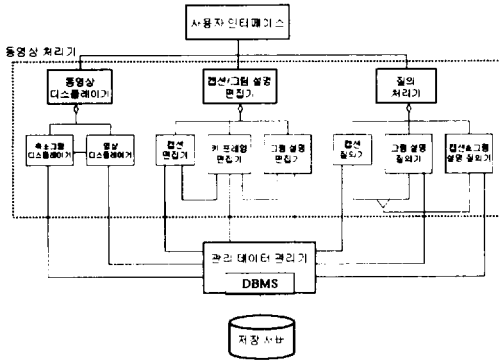 사용자 인터페이스
동영상 처리기
동영상
디스플레이기
캡션/그림 설명
편집기
질의
처리기
축소그림
디스플레이기
영상
디스플레이기
캡션
편집기
키 프레임
편집기
그림 설명
편집기
캡션
질의기
그림 설명
질의기
캡션&그림
설명 질의기
관리 데이터 관리기
DBMS
저장 서버